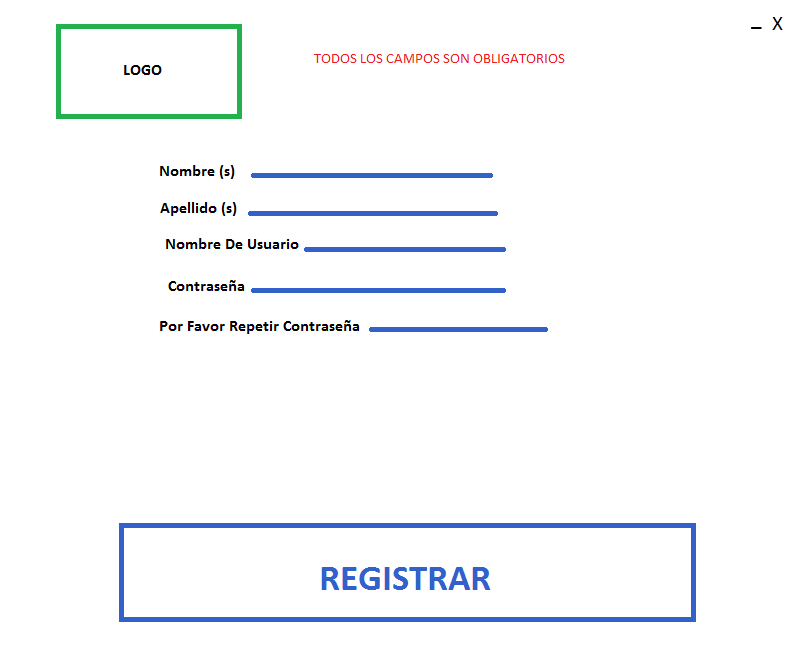 _ X
LOGO
TODOS LOS CAMPOS SON OBLIGATORIOS
Nombre (s)
Apellido (s)
Nombre De Usuario
Contraseña
Por Favor Repetir Contraseña
REGISTRAR